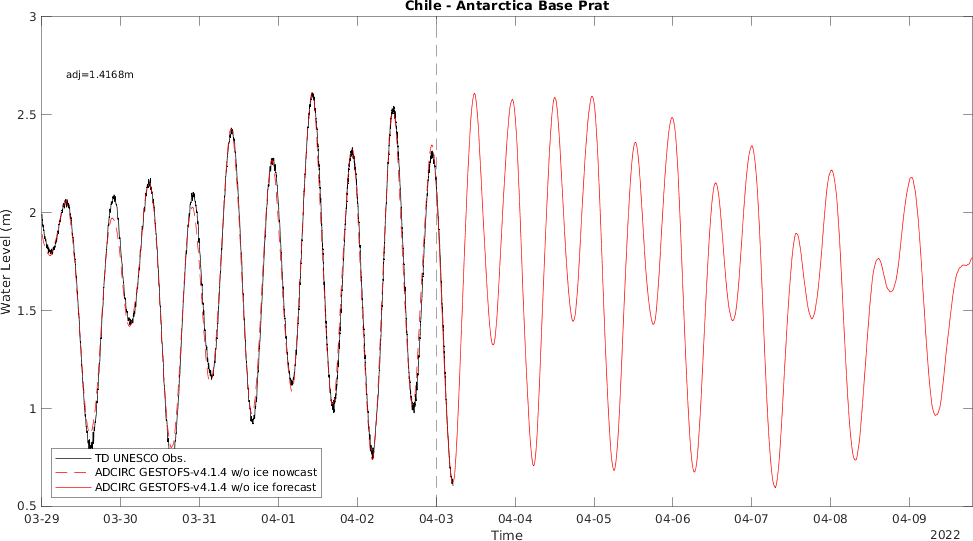 Chile - Antarctica Base Prat
3
adj=1.4168m
2.5
2
Water Level (m)
1.5
1
TD UNESCO Obs.
ADCIRC GESTOFS-v4.1.4 w/o ice nowcast
ADCIRC GESTOFS-v4.1.4 w/o ice forecast
0.5
03-29 03-30 03-31 04-01 04-02 04-03 04-04 04-05 04-06 04-07 04-08 04-09
Time
2022